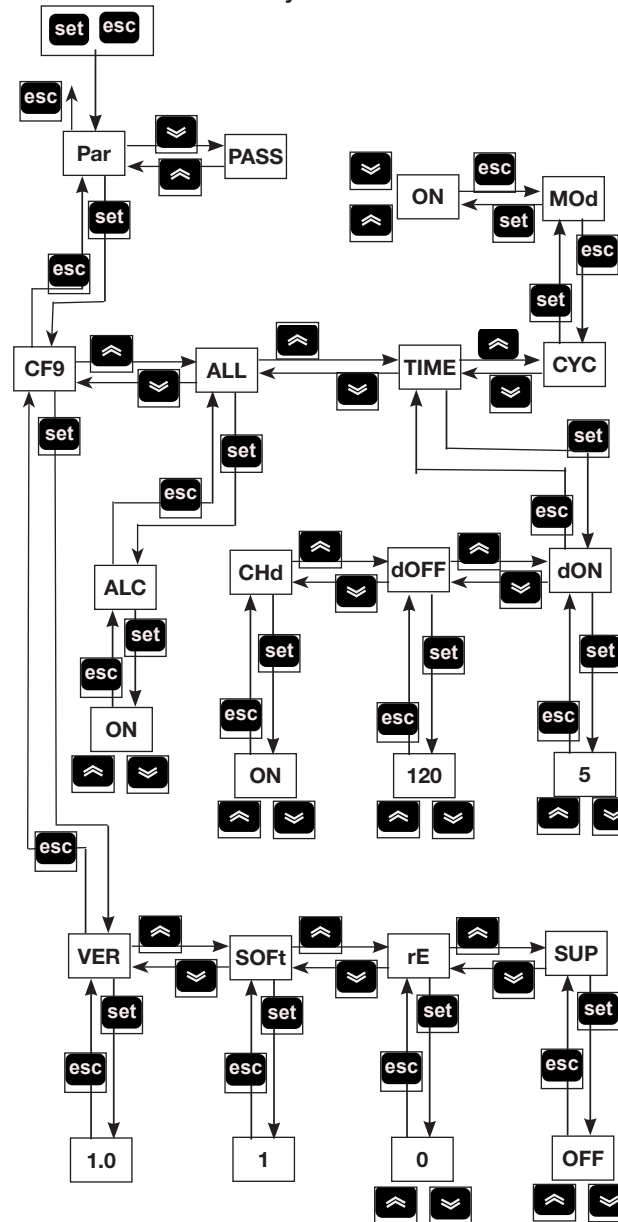 set esc
esc
Par
PASS
set
esc
ON
esc
set
MOd
esc
set
CF9
ALL
TIME
CYC
set
set
esc
set
esc
ALC
CHd
dOFF
dON
set
esc
set
esc
set
esc
set
esc
ON
ON
120
5
esc
VER
SOFt
rE
SUP
set
esc
set
esc
set
esc
set
esc
1.0
1
0
OFF